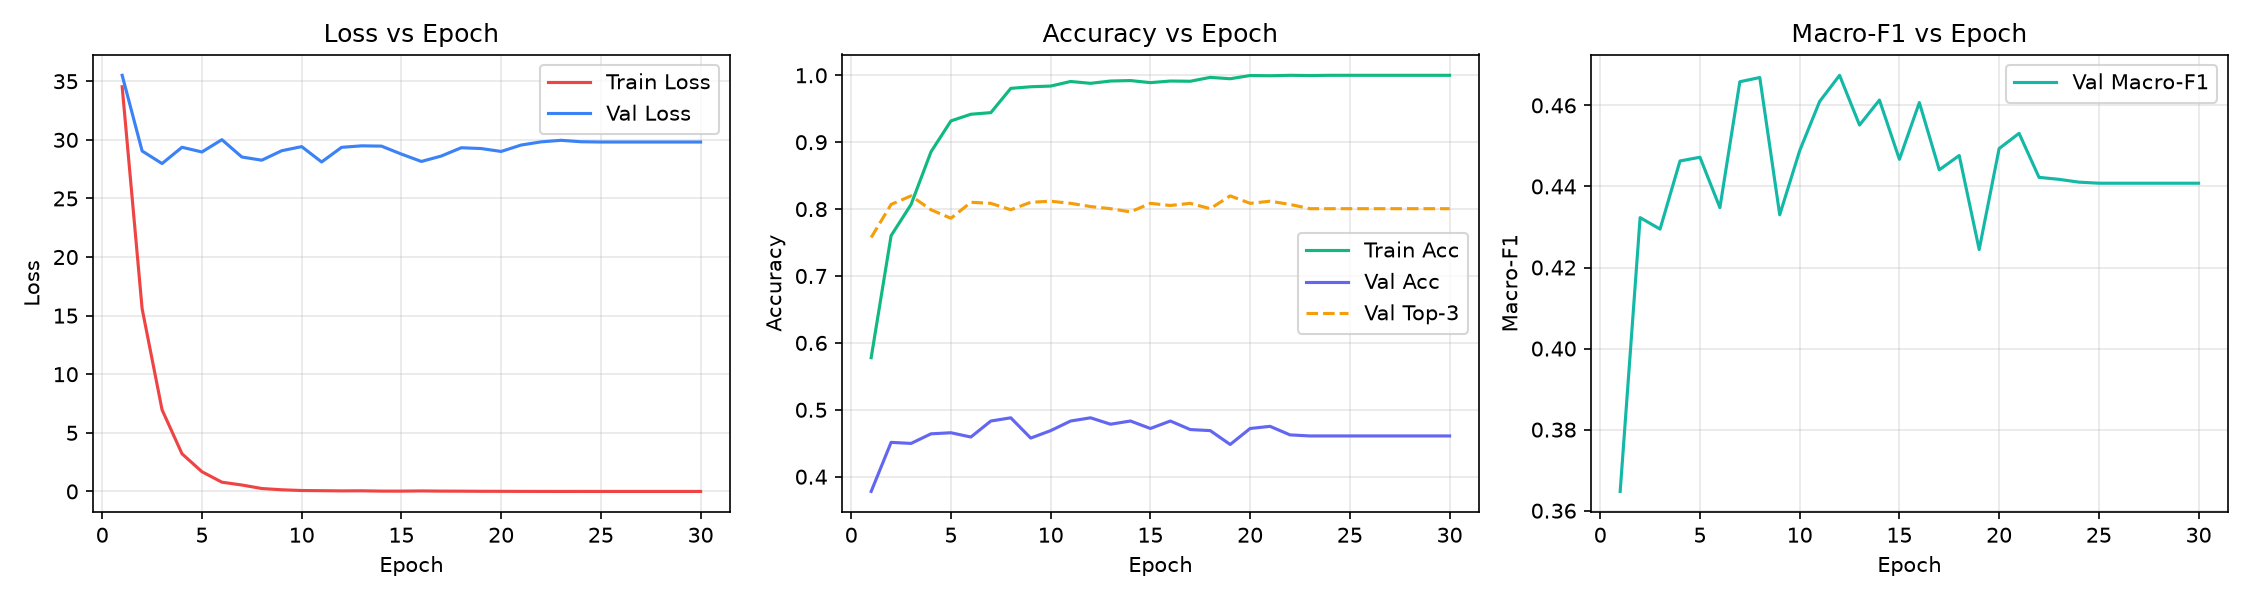 Loss vs Epoch
Train Loss
Val Loss
35
30
25
20
15
10
5
0
Loss
0 5 10 15 20 25 30
Epoch
Accuracy vs Epoch
Train Acc
Val Acc
Val Top-3
1.0
0.9
0.8
0.7
0.6
0.5
0.4
Accuracy
0 5 10 15 20 25 30
Epoch
Macro-F1 vs Epoch
Val Macro-F1
0.46
0.44
0.42
0.40
0.38
0.36
Macro-F1
0 5 10 15 20 25 30
Epoch